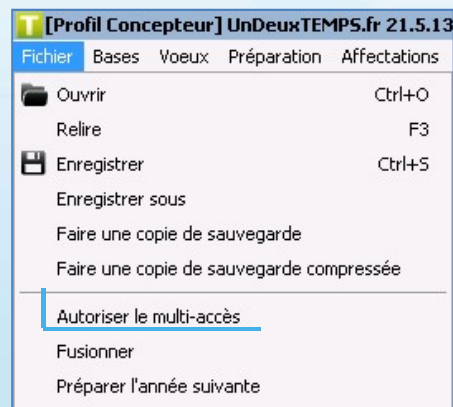 T [Profil Concepteur] UnDeuxTEMPS.fr 21.5.13
Fichier Bases Voeux Préparation Affectations
Ouvrir Ctrl+O
Relire F3
Enregistrer Ctrl+S
Enregistrer sous
Faire une copie de sauvegarde
Faire une copie de sauvegarde compressée
Autoriser le multi-accès
Fusionner
Préparer l'année suivante